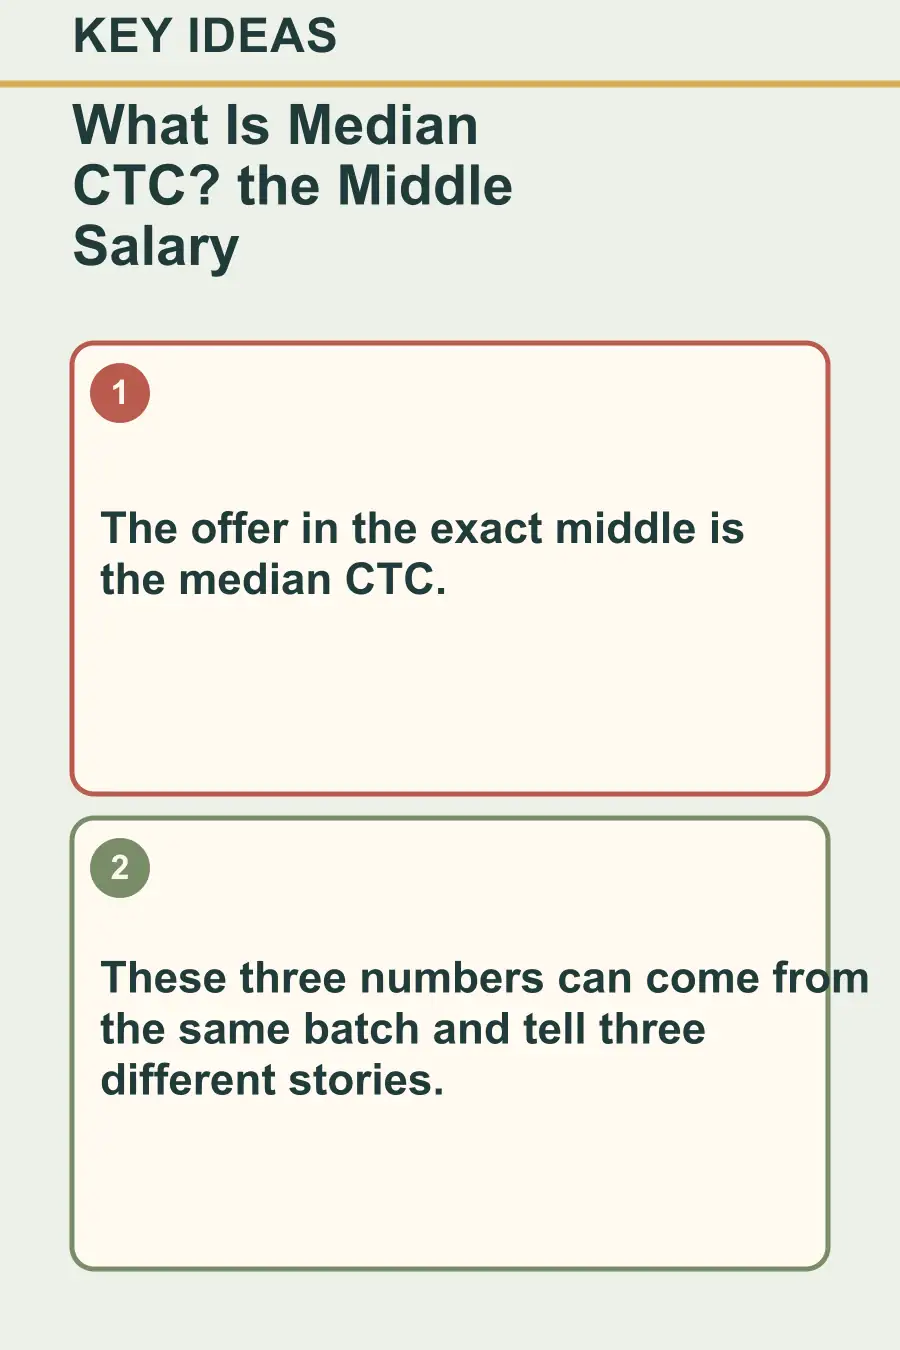 KEY IDEAS
What Is Median
CTC? the Middle
Salary
1
The offer in the exact middle is
the median CTC.
2
These three numbers can come from
the same batch and tell three
different stories.